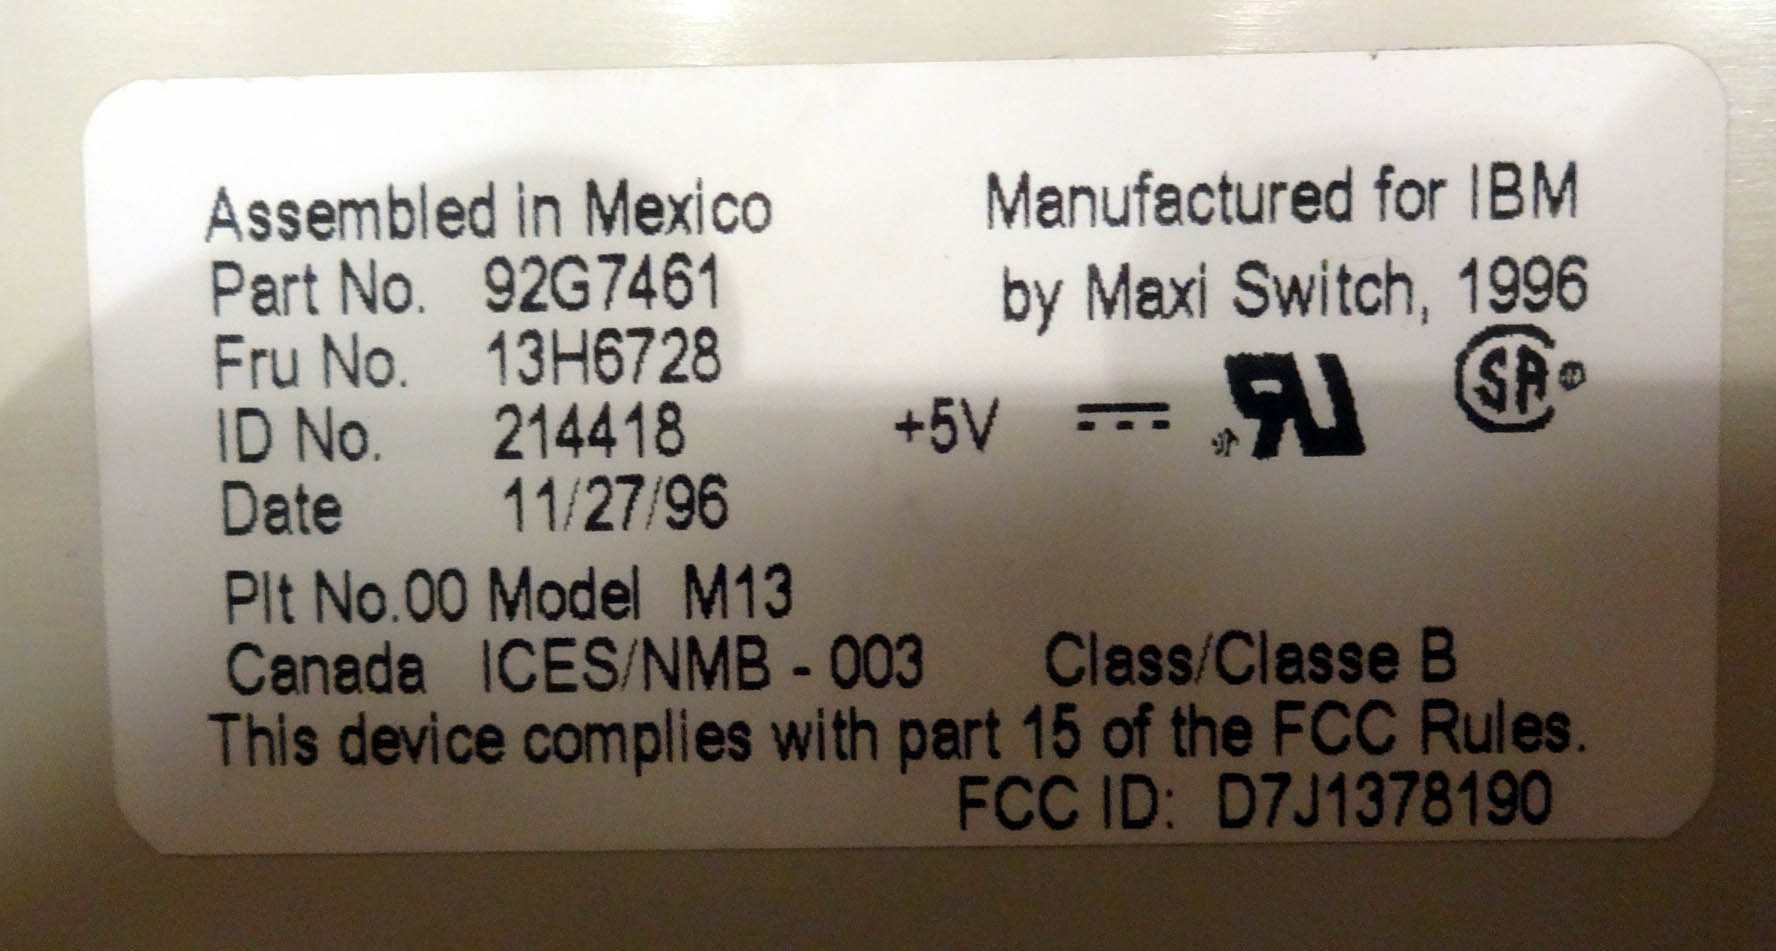 Assembled in Mexico
Manufactured for IBM
Part No. 92G7461
by Maxi Switch, 1996
Fru No. 13H6728
ID No. 214418
+5V
Date 11/27/96
Plt No.00 Model M13
Canada ICES/NMB - 003 Class/Classe B
This device complies with part 15 of the FCC Rules.
FCC ID: D7J1378190